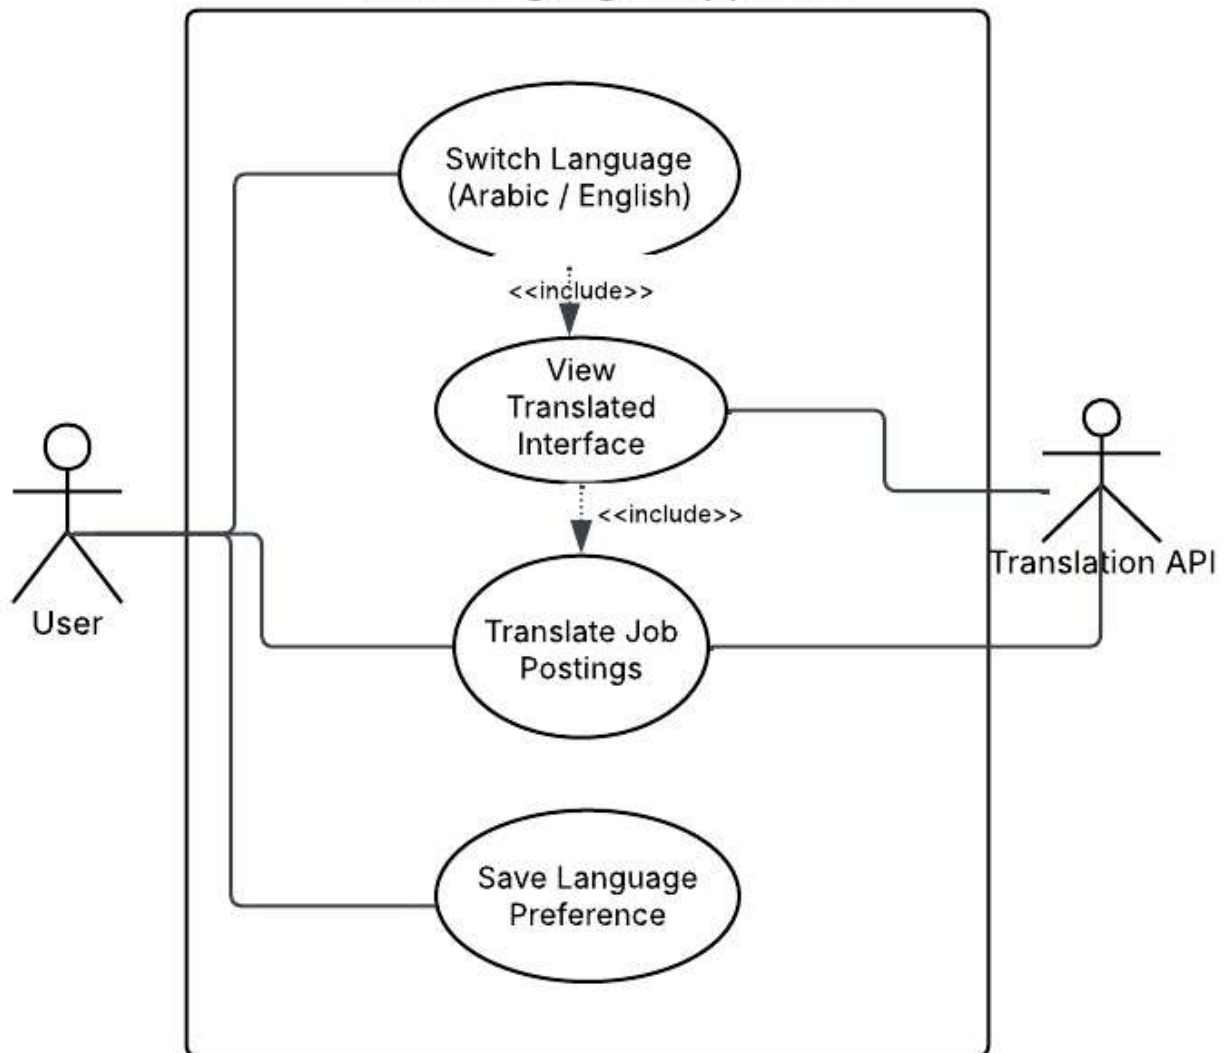 Switch Language
(Arabic / English)
<<include>>
View
Translated
Interface
<<include>>
Translate Job
Postings
User
Translation API
Save Language
Preference